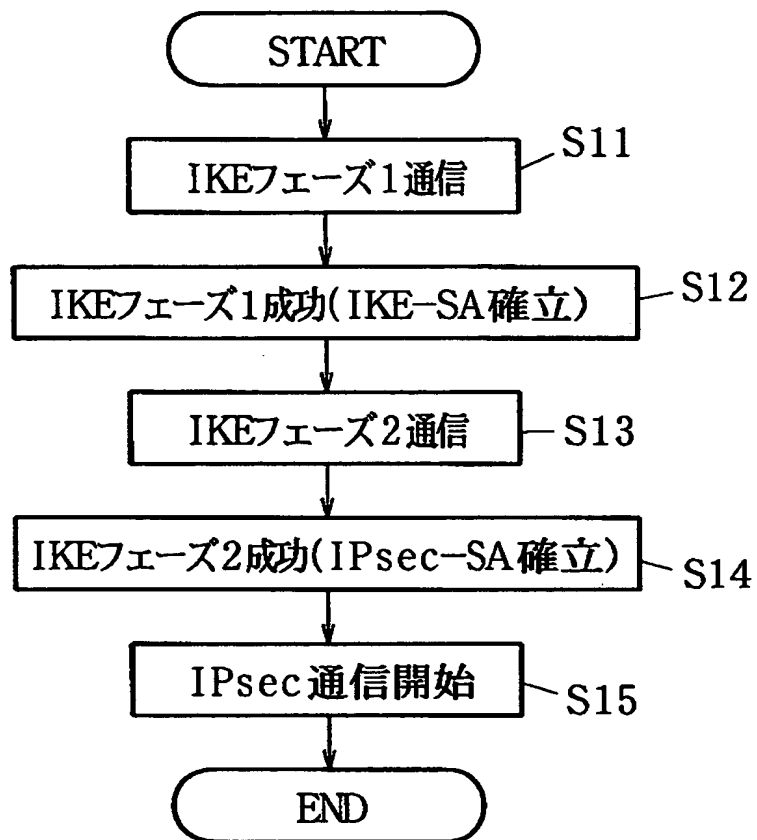 START
IKEフェーズ1通信
S11
IKEフェーズ1成功(IKE-SA確立)
S12
IKEフェーズ2通信
S13
IKEフェーズ2成功(IPsec-SA確立)
S14
IPsec通信開始
S15
END